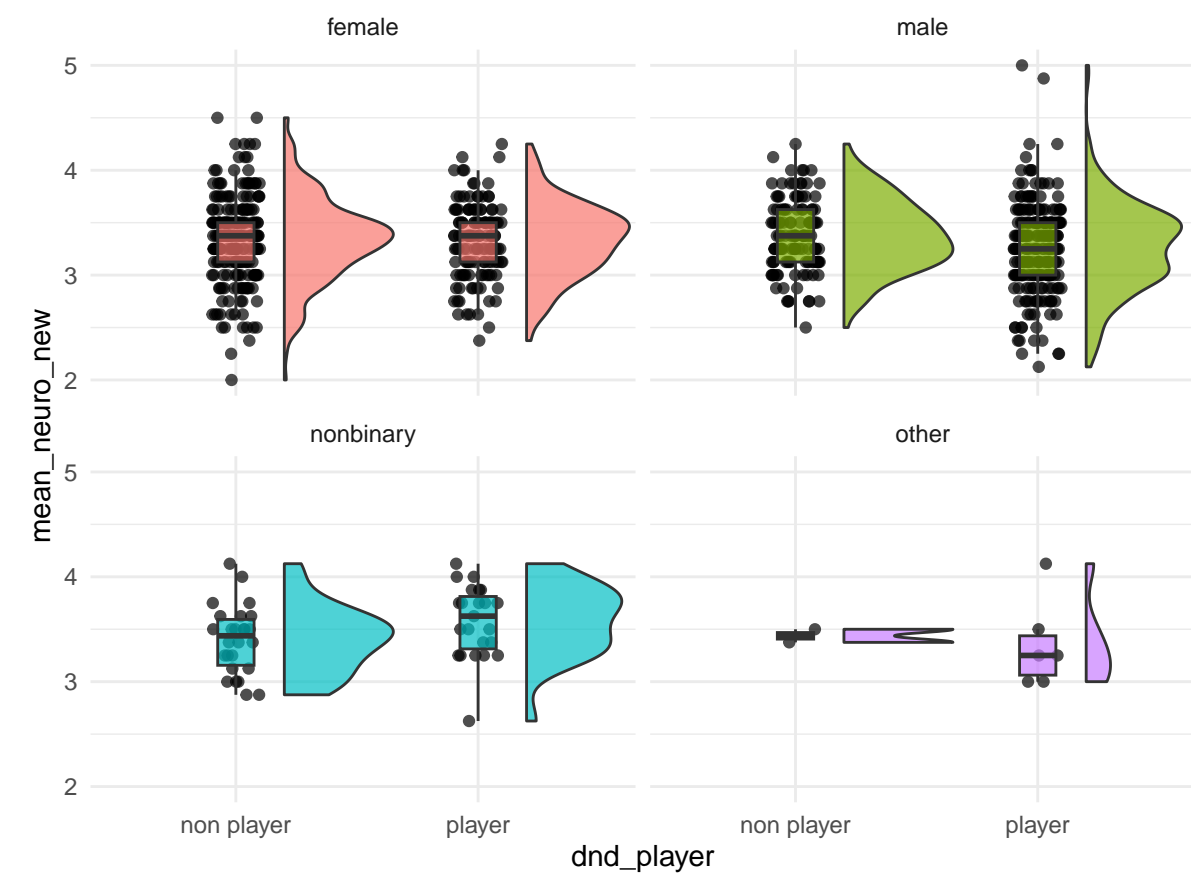 female
male
5
4
3
2
nonbinary
other
5
4
3
2
non player
player
non player
player
dnd_player
mean_neuro_new